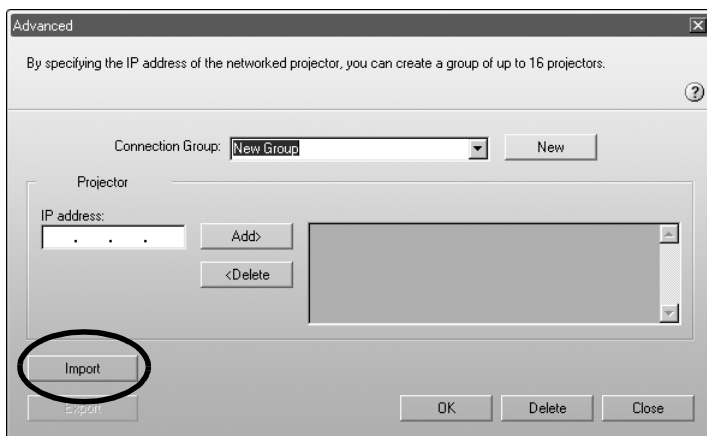 Advanced
By specifying the IP address of the networked projector, you can create a group of up to 16 projectors.
Connection Group: New Group New
Projector
IP address:
. . .
Add>
<Delete
Import
Export
OK Delete Close